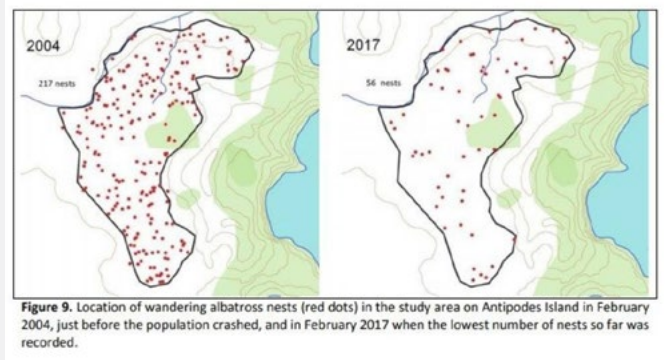 2004
217 nests
2017
56 nests
Figure 9. Location of wandering albatross nests (red dots) in the study area on Antipodes Island in February
2004, just before the population crashed, and in February 2017 when the lowest number of nests so far was
recorded.